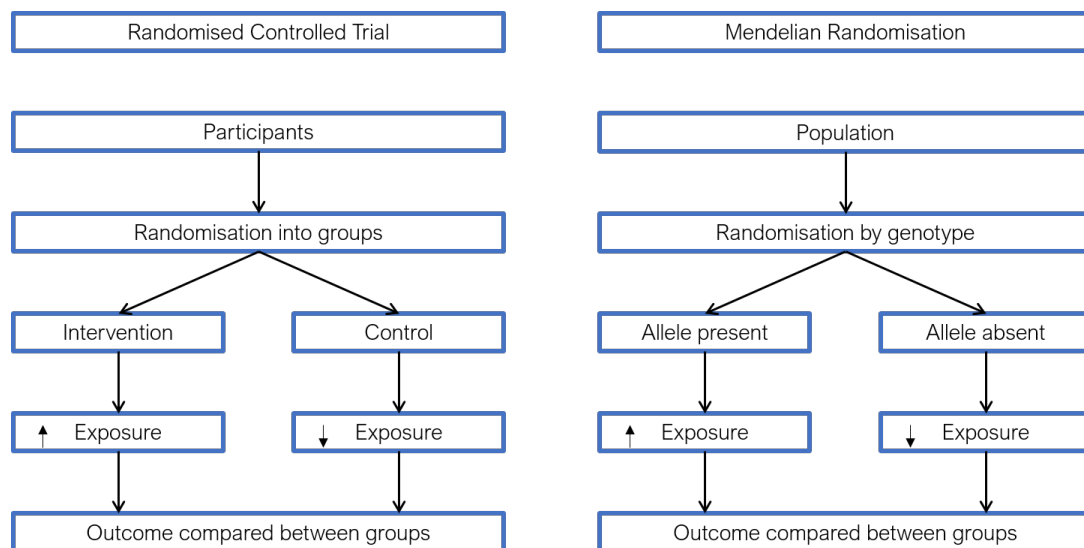 Randomised Controlled Trial
Participants
Randomisation into groups
Intervention
Control
Exposure
Exposure
Outcome compared between groups
Mendelian Randomisation
Population
Randomisation by genotype
Allele present
Allele absent
Exposure
Exposure
Outcome compared between groups